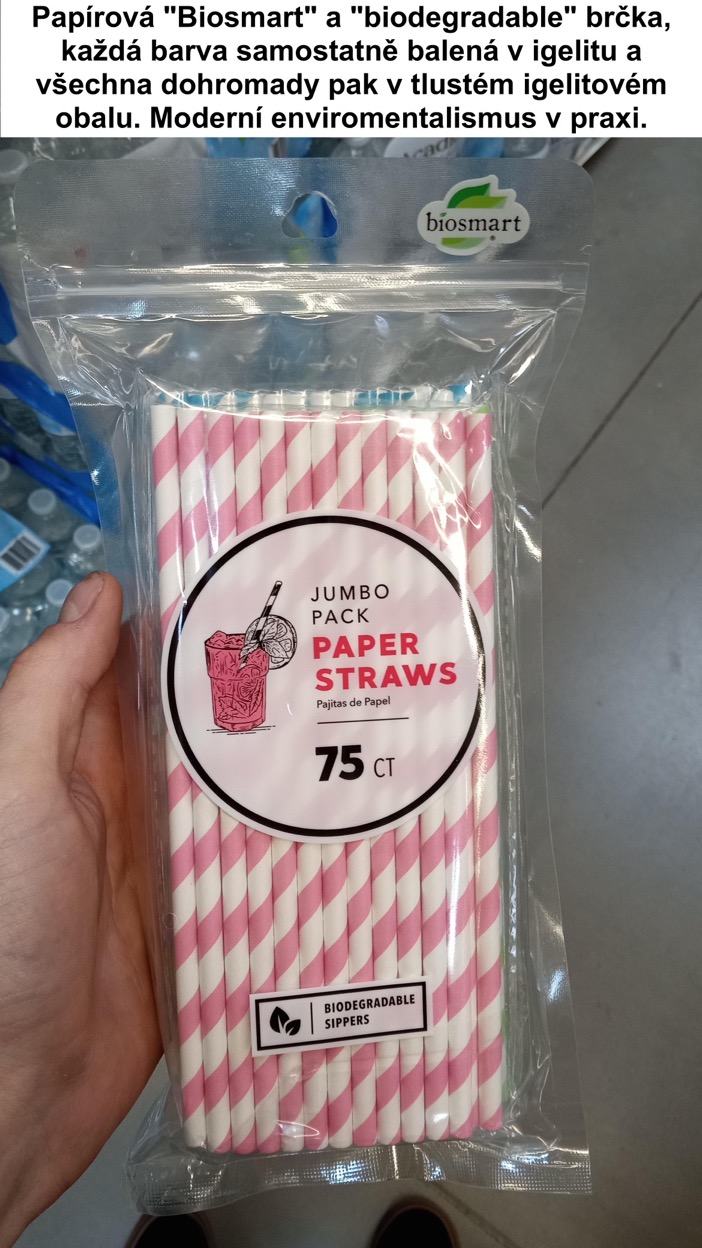 Papírová "Biosmart" a "biodegradable" brčka,
každá barva samostatně balená v igelitu a
všechna dohromady pak v tlustém igelitovém
obalu. Moderní enviromentalismus v praxi.
biosmart
JUMBO
PACK
PAPER
STRAWS
Pajitas de Papel
75 CT
BIODEGRADABLE
SIPPERS